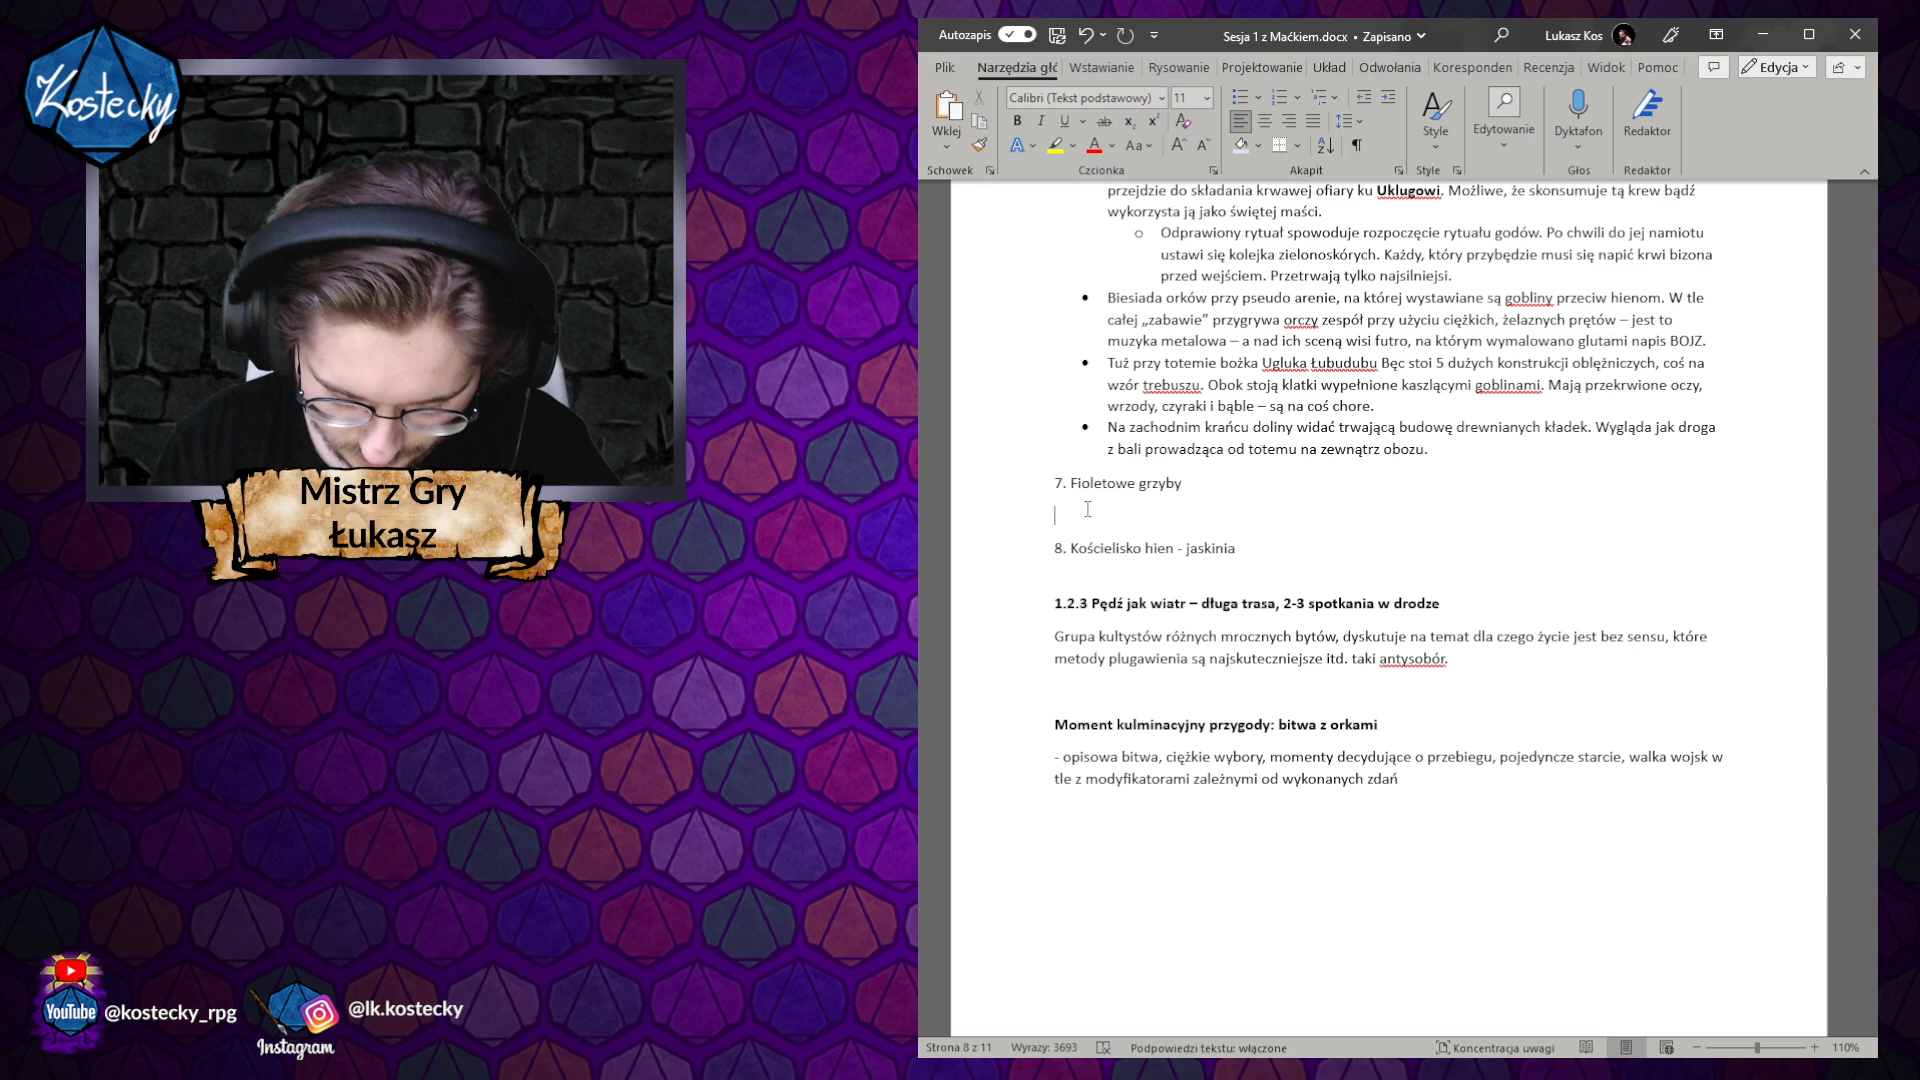 Kostecky
Mistrz Gry
Łukasz
YouTube @kostecky_rpg
Instagram @lk.kostecky
Autozapis
Sesja 1 z Maćkiem.docx • Zapisano
Lukasz Kos
Plik Narzędzia głć Wstawianie Rysowanie Projektowanie Układ Odwołania Koresponden Recenzja Widok Pomoc Edycja
Calibri (Tekst podstawowy) 11
Wklej
Style
Edytowanie
Dyktafon
Redaktor
Schowek Czcionka Akapit Style Głos Redaktor
przejdzie do składania krwawej ofiary ku Uklugowi. Możliwe, że skonsumuje tą krew bądź
wykorzysta ją jako świętej maści.
o Odprawiony rytuał spowoduje rozpoczęcie rytuału godów. Po chwili do jej namiotu
ustawi się kolejka zielonoskórych. Każdy, który przybędzie musi się napić krwi bizona
przed wejściem. Przetrwają tylko najsilniejsi.
• Biesiada orków przy pseudo arenie, na której wystawiane są gobliny przeciw hienom. W tle
całej „zabawie” przygrywa orczy zespół przy użyciu ciężkich, żelaznych prętów – jest to
muzyka metalowa – a nad ich sceną wisi futro, na którym wymalowano glutami napis BOJZ.
• Tuż przy totemie bożka Ugluka Łubudubu Bęc stoi 5 dużych konstrukcji oblężniczych, coś na
wzór trebuszu. Obok stoją klatki wypełnione kaszlącymi goblinami. Mają przekrwione oczy,
wrzody, czyraki i bąble – są na coś chore.
• Na zachodnim krańcu doliny widać trwającą budowę drewnianych kładek. Wygląda jak droga
z bali prowadząca od totemu na zewnątrz obozu.
7. Fioletowe grzyby
8. Kościelisko hien - jaskinia
1.2.3 Pędź jak wiatr – długa trasa, 2-3 spotkania w drodze
Grupa kultystów różnych mrocznych bytów, dyskutuje na temat dla czego życie jest bez sensu, które
metody plugawienia są najskuteczniejsze itd. taki antysobór.
Moment kulminacyjny przygody: bitwa z orkami
- opisowa bitwa, ciężkie wybory, momenty decydujące o przebiegu, pojedyncze starcie, walka wojsk w
tle z modyfikatorami zależnymi od wykonanych zdań
Strona 8 z 11 Wyrazy: 3693 Podpowiedzi tekstu: włączone Koncentracja uwagi 110%